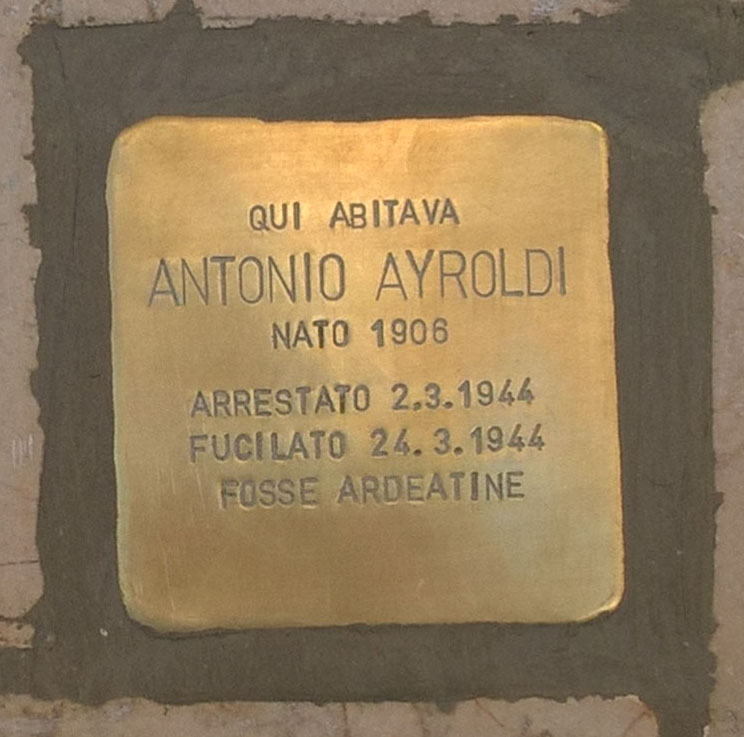 QUI ABITAVA
ANTONIO AYROLDI
NATO 1906
ARRESTATO 2.3.1944
FUCILATO 24.3.1944
FOSSE ARDEATINE